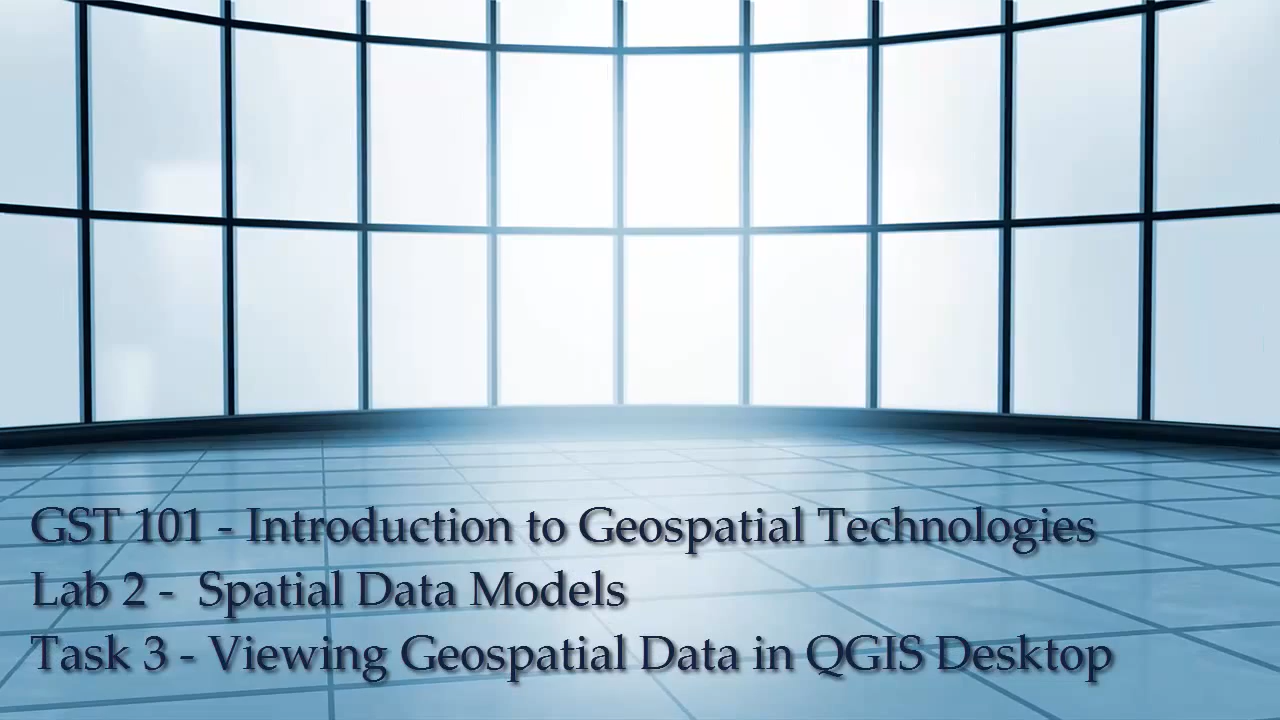 GST 101 - Introduction to Geospatial Technologies
Lab 2 - Spatial Data Models
Task 3 - Viewing Geospatial Data in QGIS Desktop